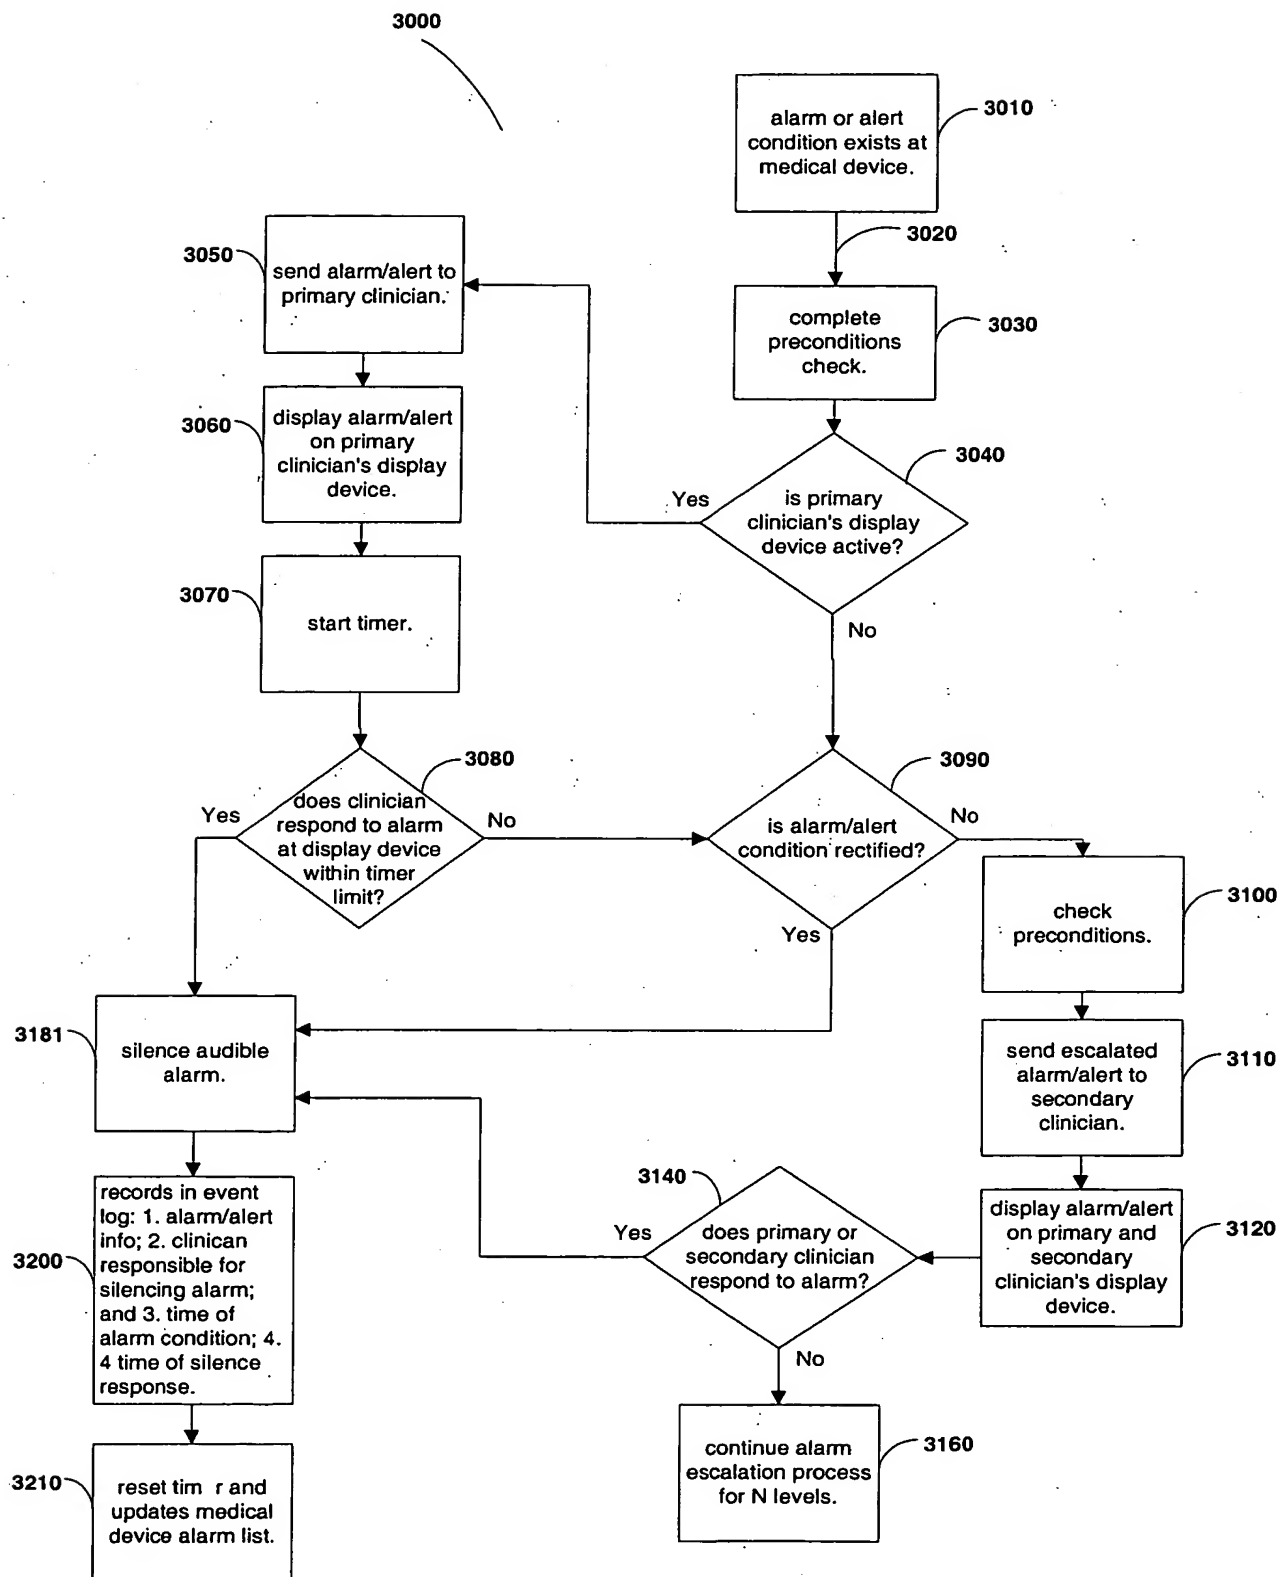 3000
alarm or alert
condition exists at
medical device.
3010
3020
3050
send alarm/alert to
primary clinician.
complete
preconditions
check.
3030
3060
display alarm/alert
on primary
clinician's display
device.
3040
Yes
is primary
clinician's display
device active?
3070
start timer.
No
3080
3090
Yes
does clinician
respond to alarm
at display device
within timer
limit?
No
is alarm/alert
condition rectified?
No
Yes
check
preconditions.
3100
3181
silence audible
alarm.
send escalated
alarm/alert to
secondary
clinician.
3110
3140
Yes
does primary or
secondary clinician
respond to alarm?
display alarm/alert
on primary and
secondary
clinician's display
device.
3120
3200
records in event
log: 1. alarm/alert
info; 2. clinican
responsible for
silencing alarm;
and 3. time of
alarm condition; 4.
4 time of silence
response.
No
continue alarm
escalation process
for N levels.
3160
3210
reset tim r and
updates medical
device alarm list.